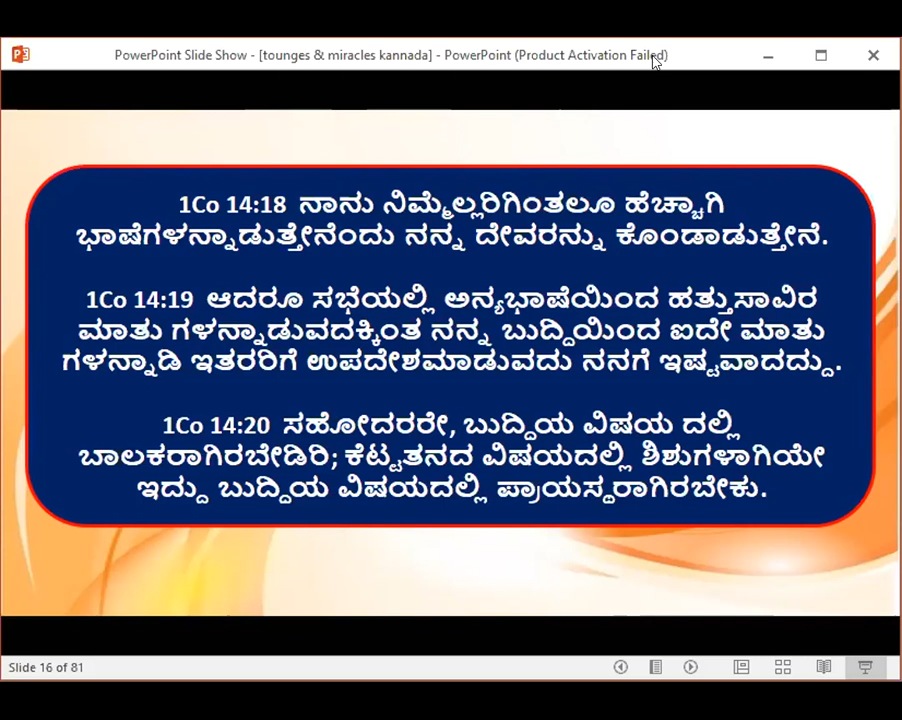 PowerPoint Slide Show - [tounges & miracles kannada] - PowerPoint (Product Activation Failed)
1Co 14:18 ನಾನು ನಿಮ್ಮೆಲ್ಲರಿಗಿಂತಲೂ ಹೆಚ್ಚಾಗಿ
ಭಾಷೆಗಳನ್ನಾಡುತ್ತೇನೆಂದು ನನ್ನ ದೇವರನ್ನು ಕೊಂಡಾಡುತ್ತೇನೆ.
1Co 14:19 ಆದರೂ ಸಭೆಯಲ್ಲಿ ಅನ್ಯಭಾಷೆಯಿಂದ ಹತ್ತುಸಾವಿರ
ಮಾತು ಗಳನ್ನಾಡುವದಕ್ಕಿಂತ ನನ್ನ ಬುದ್ದಿಯಿಂದ ಐದೇ ಮಾತು
ಗಳನ್ನಾಡಿ ಇತರರಿಗೆ ಉಪದೇಶಮಾಡುವದು ನನಗೆ ಇಷ್ಟವಾದದ್ದು.
1Co 14:20 ಸಹೋದರರೇ, ಬುದ್ದಿಯ ವಿಷಯ ದಲ್ಲಿ
ಬಾಲಕರಾಗಿರಬೇಡಿರಿ; ಕೆಟ್ಟತನದ ವಿಷಯದಲ್ಲಿ ಶಿಶುಗಳಾಗಿಯೇ
ಇದ್ದು ಬುದ್ದಿಯ ವಿಷಯದಲ್ಲಿ ಪ್ರಾಯಸ್ಥರಾಗಿರಬೇಕು.
Slide 16 of 81